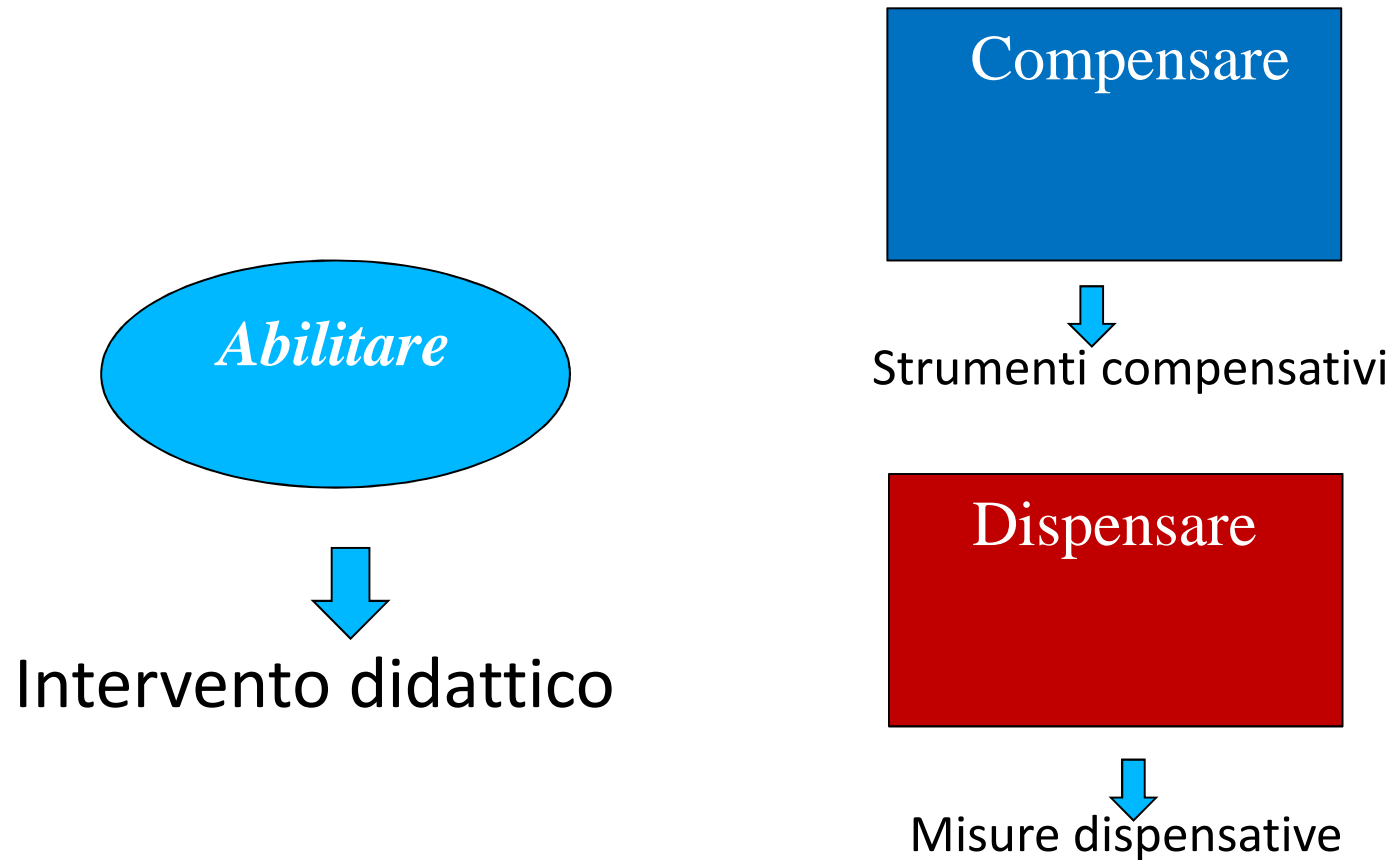 Abilitare
Intervento didattico
Compensare
Strumenti compensativi
Dispensare
Misure dispensative